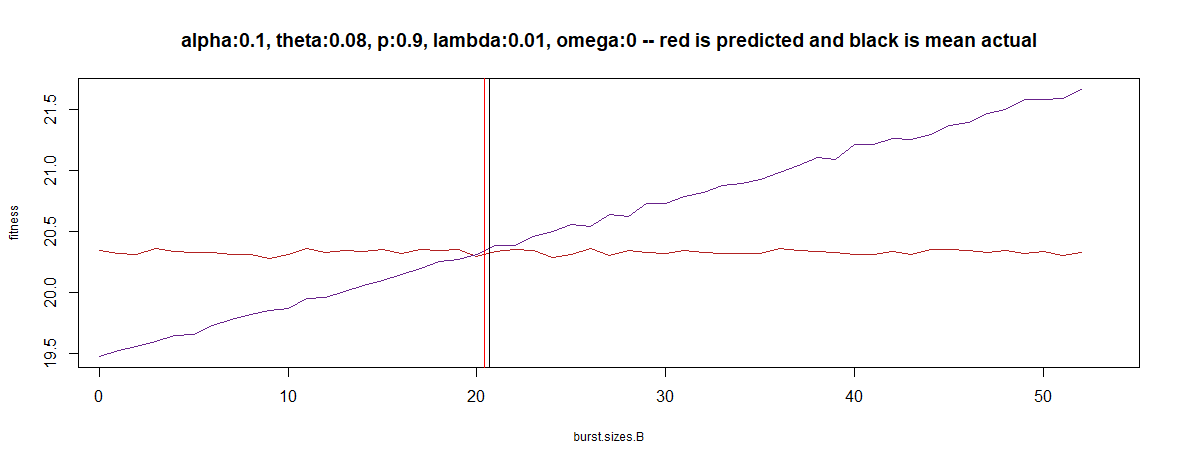 alpha:0.1, theta:0.08, p:0.9, lambda:0.01, omega:0 -- red is predicted and black is mean actual
21.5
21.0
20.5
20.0
19.5
fitness
0 10 20 30 40 50
burst.sizes.B